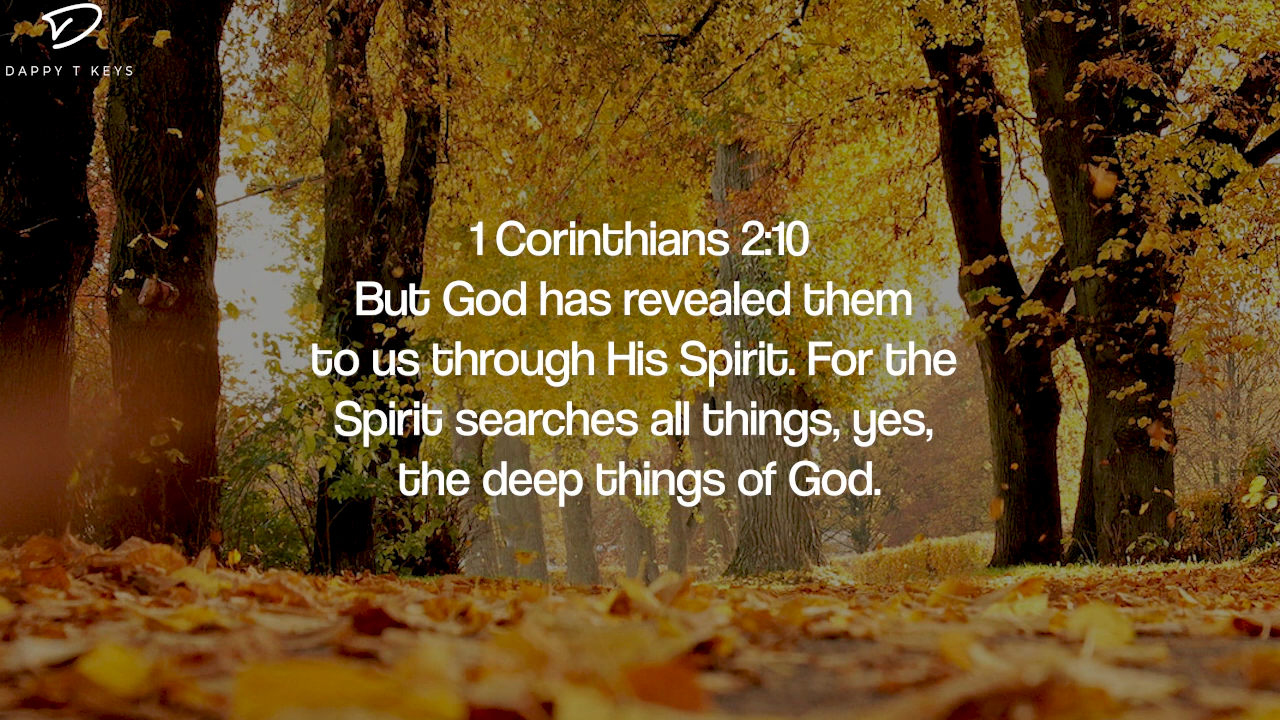 DAPPY T KEYS
1 Corinthians 2:10
But God has revealed them
to us through His Spirit. For the
Spirit searches all things, yes,
the deep things of God.